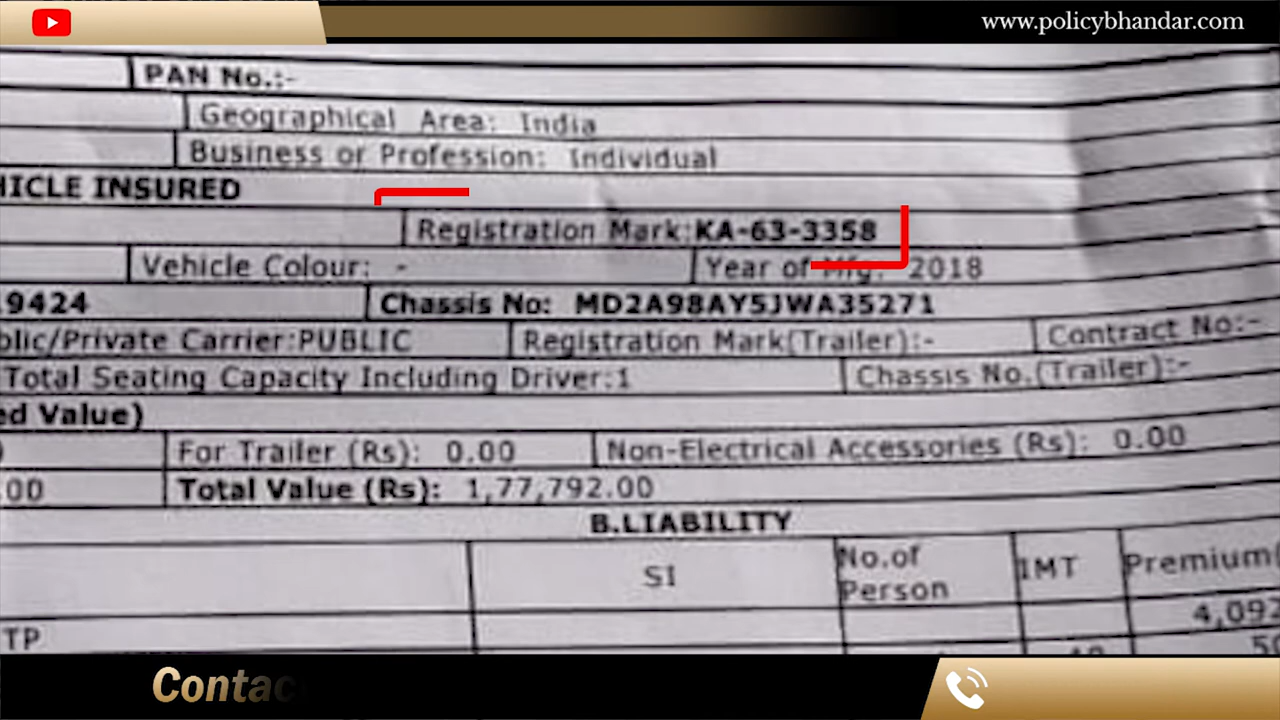 www.policybhandar.com
PAN No.:-
Geographical Area: India
Business or Profession: Individual
HICLE INSURED
Registration Mark:KA-63-3358
Vehicle Colour: -
Year of Mfg: 2018
9424
Chassis No: MD2A98AY5JWA35271
blic/Private Carrier:PUBLIC
Registration Mark(Trailer):-
Contract No:-
Total Seating Capacity Including Driver:1
Chassis No.(Trailer):-
ed Value)
For Trailer (Rs): 0.00
Non-Electrical Accessories (Rs): 0.00
.00
Total Value (Rs): 1,77,792.00
B.LIABILITY
SI
No.of
Person
IMT
Premium(
4,092
TP
Contac